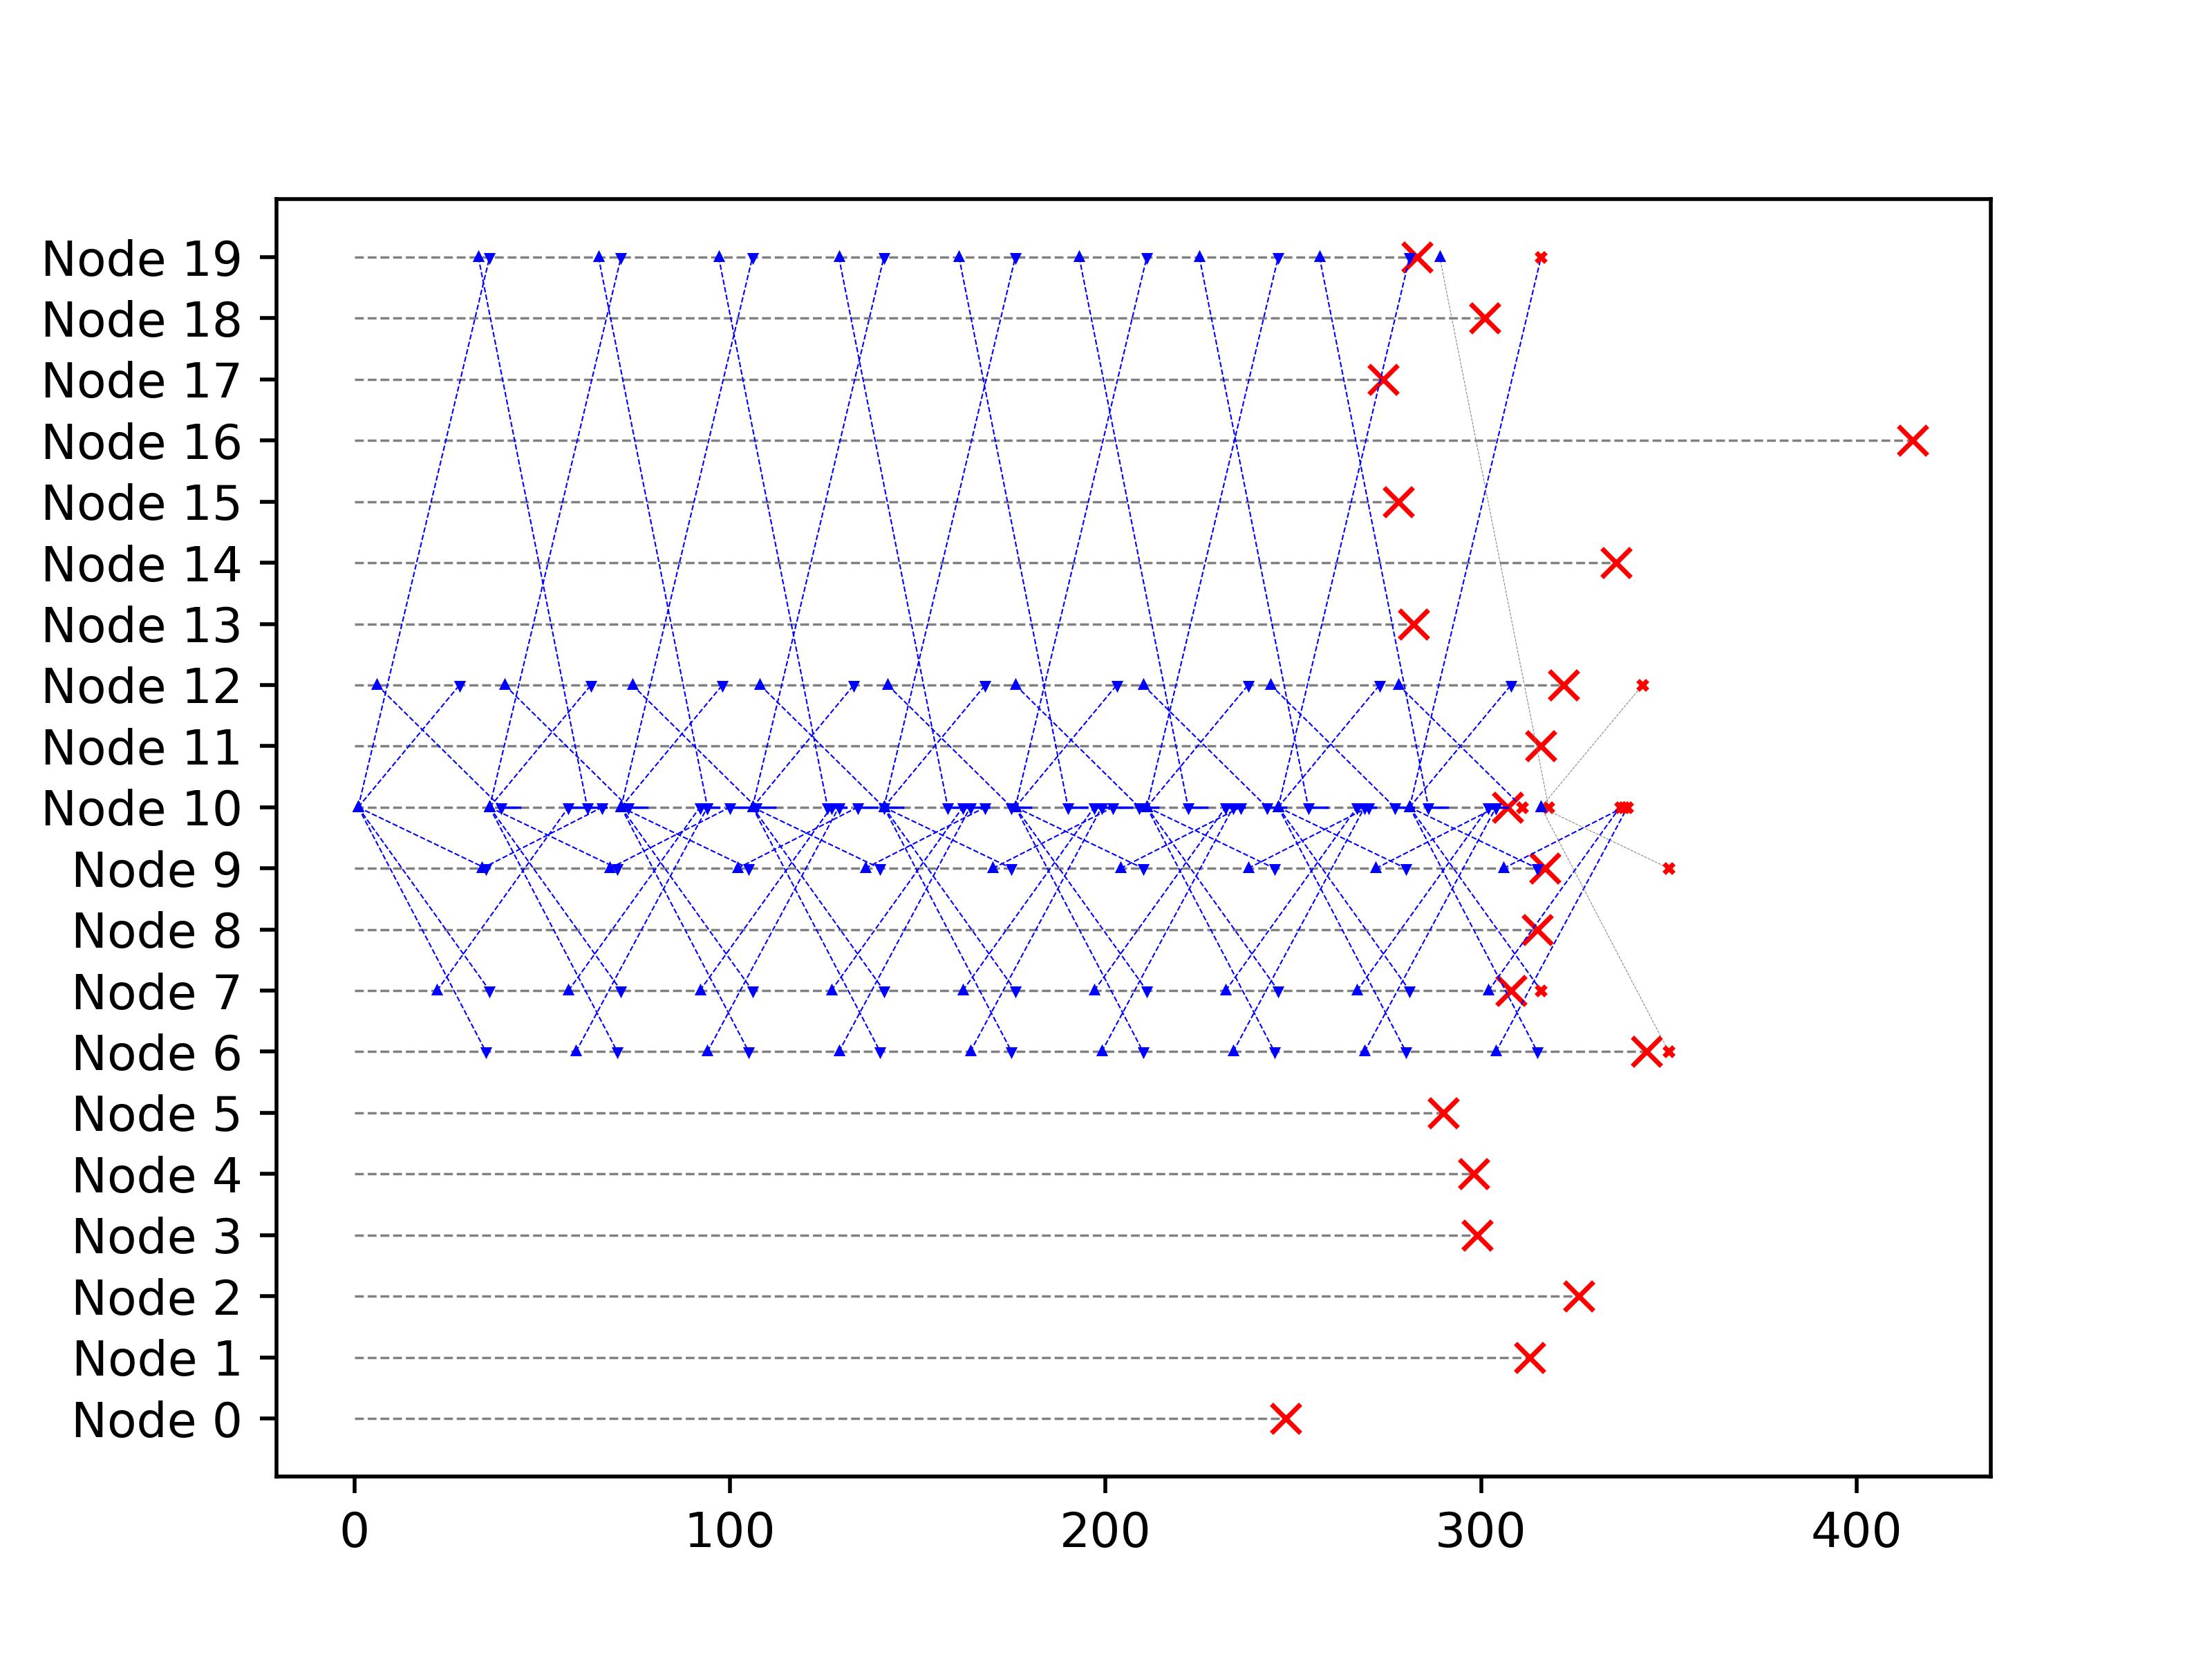 Node 19
Node 18
Node 17
Node 16
Node 15
Node 14
Node 13
Node 12
Node 11
Node 10
Node 9
Node 8
Node 7
Node 6
Node 5
Node 4
Node 3
Node 2
Node 1
Node 0
0 100 200 300 400